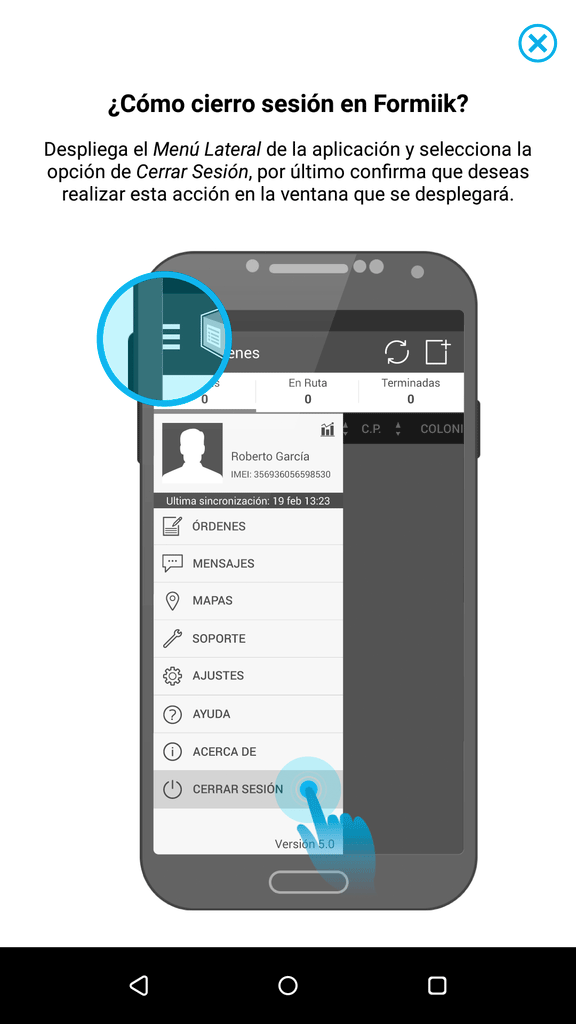 ¿Cómo cierro sesión en Formiik?
Despliega el Menú Lateral de la aplicación y selecciona la
opción de Cerrar Sesión, por último confirma que deseas
realizar esta acción en la ventana que se desplegará.
enes
s En Ruta Terminadas
0 0 0
C.P. COLONI
Roberto García
IMEI: 356936056598530
Ultima sincronización: 19 feb 13:23
ÓRDENES
MENSAJES
MAPAS
SOPORTE
AJUSTES
AYUDA
ACERCA DE
CERRAR SESIÓN
Versión 5.0